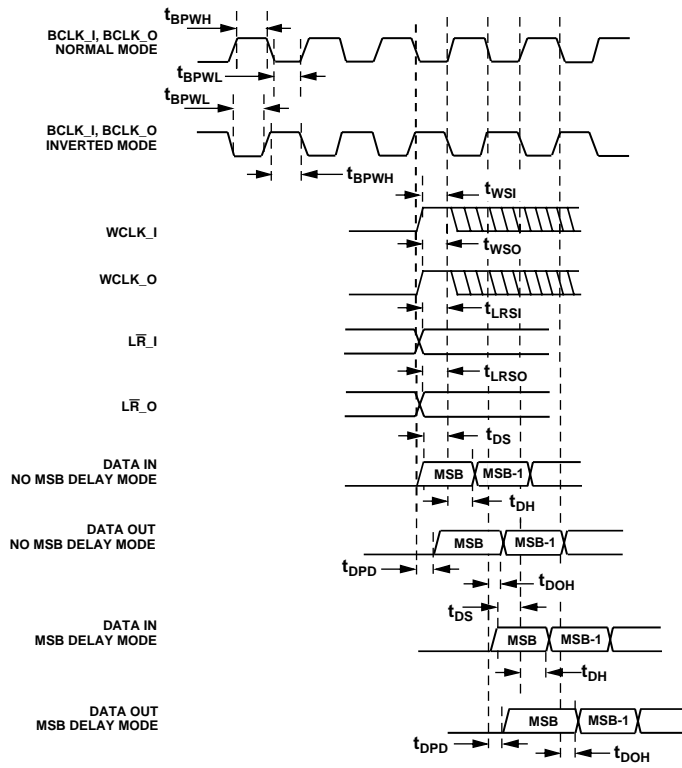 tBPWH
BCLK_I, BCLK_O
NORMAL MODE
tBPWL
tBPWL
BCLK_I, BCLK_O
INVERTED MODE
tBPWH
tWSI
WCLK_I
tWSO
WCLK_O
tLRSI
LR̅_I
tLRSO
LR̅_O
tDS
DATA IN
NO MSB DELAY MODE
MSB MSB-1
tDH
DATA OUT
NO MSB DELAY MODE
MSB MSB-1
tDPD
tDOH
tDS
DATA IN
MSB DELAY MODE
MSB MSB-1
tDH
DATA OUT
MSB DELAY MODE
MSB MSB-1
tDPD
tDOH